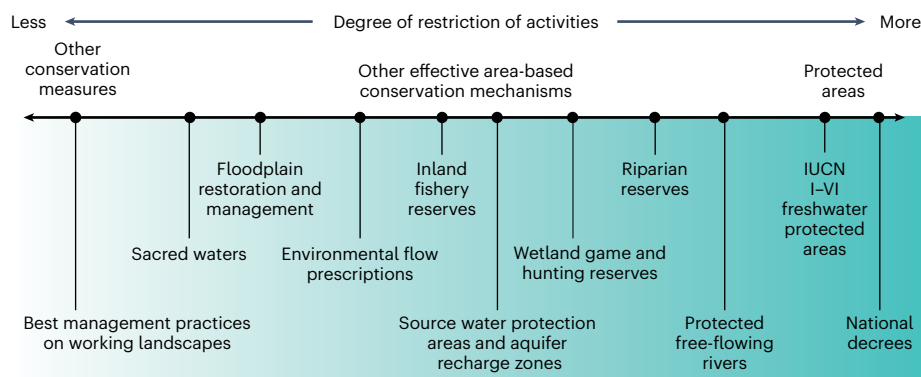 Less
Degree of restriction of activities
More
Other
conservation
measures
Other effective area-based
conservation mechanisms
Protected
areas
Floodplain
restoration and
management
Inland
fishery
reserves
Riparian
reserves
IUCN
I–VI
freshwater
protected
areas
Sacred waters
Environmental flow
prescriptions
Wetland game and
hunting reserves
Best management practices
on working landscapes
Source water protection
areas and aquifer
recharge zones
Protected
free-flowing
rivers
National
decrees